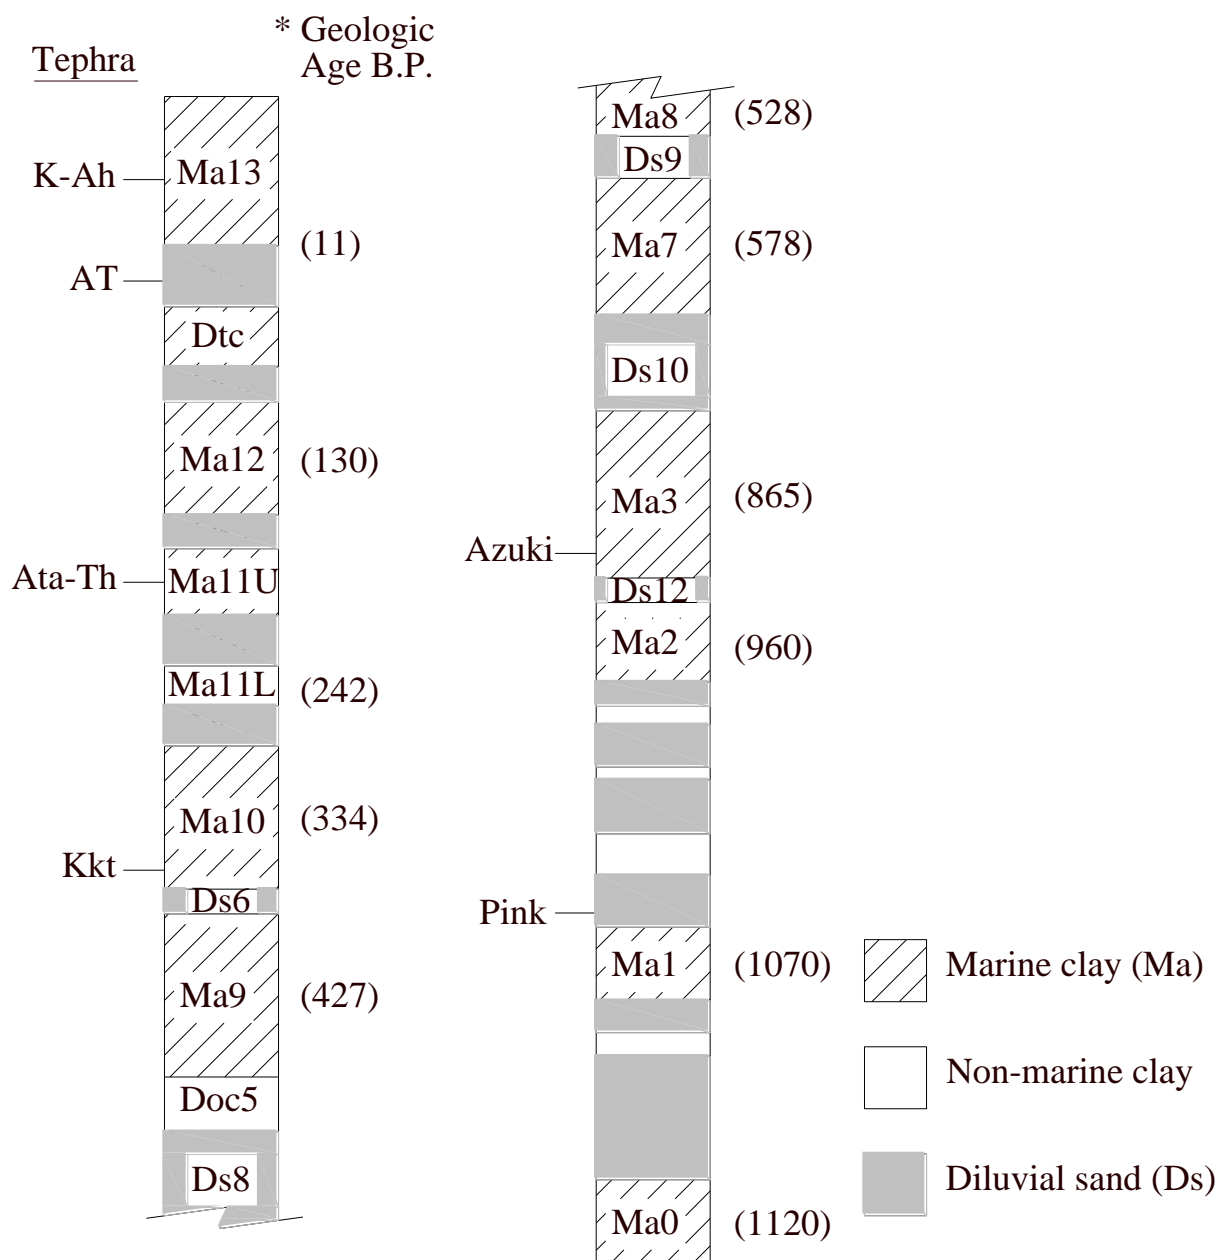 Tephra
* Geologic
Age B.P.
K-Ah
Ma13
(11)
AT
Dtc
Ma12
(130)
Ata-Th
Ma11U
Ma11L
(242)
Ma10
(334)
Kkt
Ds6
Ma9
(427)
Doc5
Ds8
Ma8
(528)
Ds9
Ma7
(578)
Ds10
Ma3
(865)
Azuki
Ds12
Ma2
(960)
Pink
Ma1
(1070)
Ma0
(1120)
Marine clay (Ma)
Non-marine clay
Diluvial sand (Ds)